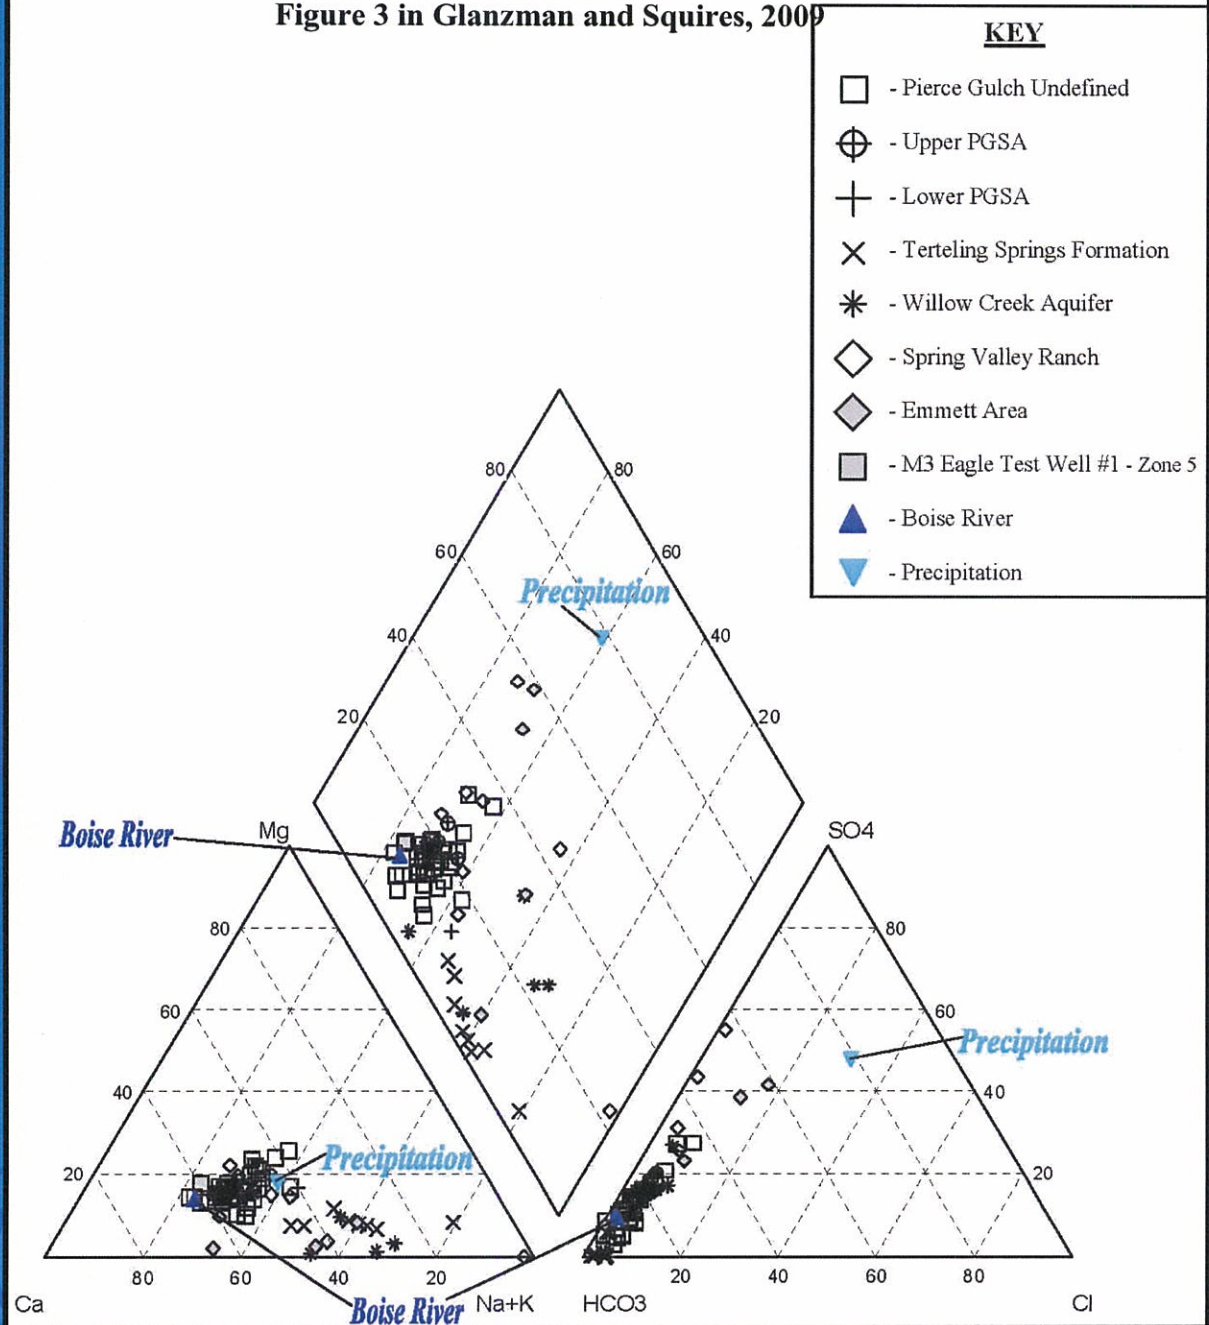 Figure 3 in Glanzman and Squires, 2009
KEY
- Pierce Gulch Undefined
- Upper PGSA
- Lower PGSA
- Terteling Springs Formation
- Willow Creek Aquifer
- Spring Valley Ranch
- Emmett Area
- M3 Eagle Test Well #1 - Zone 5
- Boise River
- Precipitation
80 80
60 60
Precipitation
40 40
20 20
Boise River Mg SO4
80 80
60 60
Precipitation
40 40
Precipitation
20 20
80 60 40 20 20 40 60 80
Ca Boise River Na+K HCO3 Cl